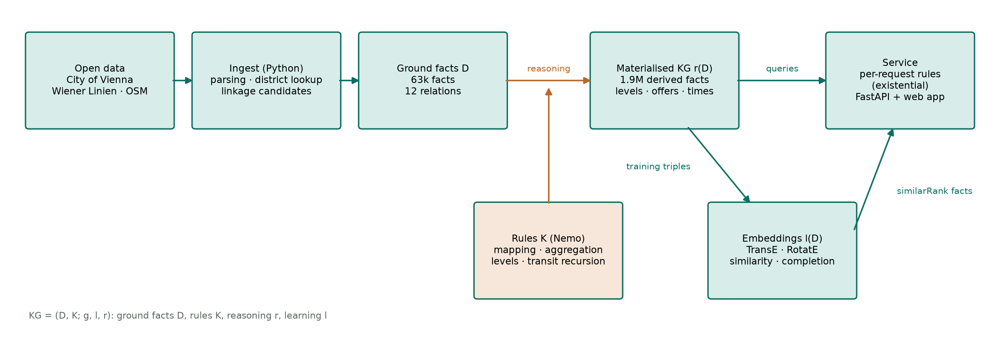 Open data
City of Vienna
Wiener Linien · OSM
Ingest (Python)
parsing · district lookup
linkage candidates
Ground facts D
63k facts
12 relations
reasoning
Materialised KG r(D)
1.9M derived facts
levels · offers · times
queries
Service
per-request rules
(existential)
FastAPI + web app
training triples
similarRank facts
Rules K (Nemo)
mapping · aggregation
levels · transit recursion
Embeddings l(D)
TransE · RotatE
similarity · completion
KG = (D, K; g, l, r): ground facts D, rules K, reasoning r, learning l